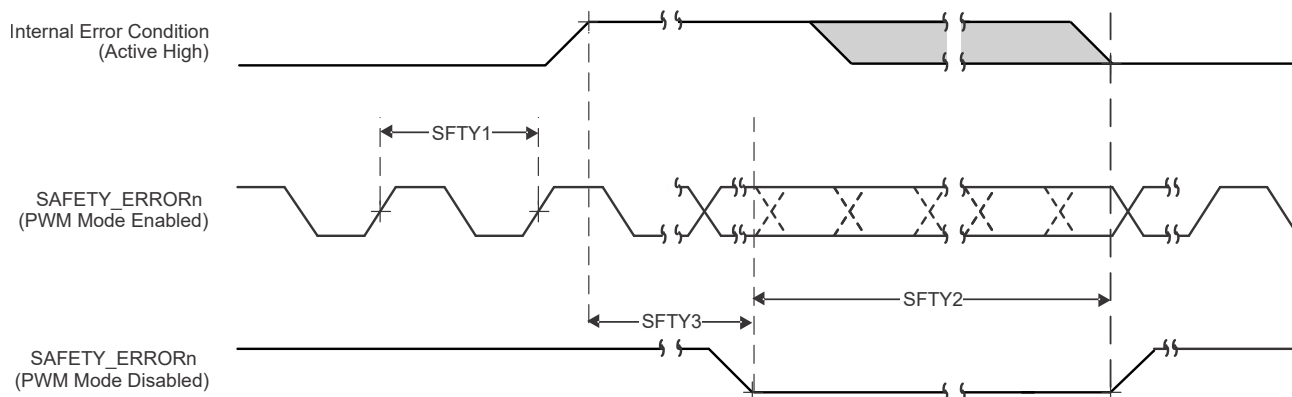 Internal Error Condition
(Active High)
SFTY1
SAFETY_ERRORn
(PWM Mode Enabled)
SFTY2
SFTY3
SAFETY_ERRORn
(PWM Mode Disabled)